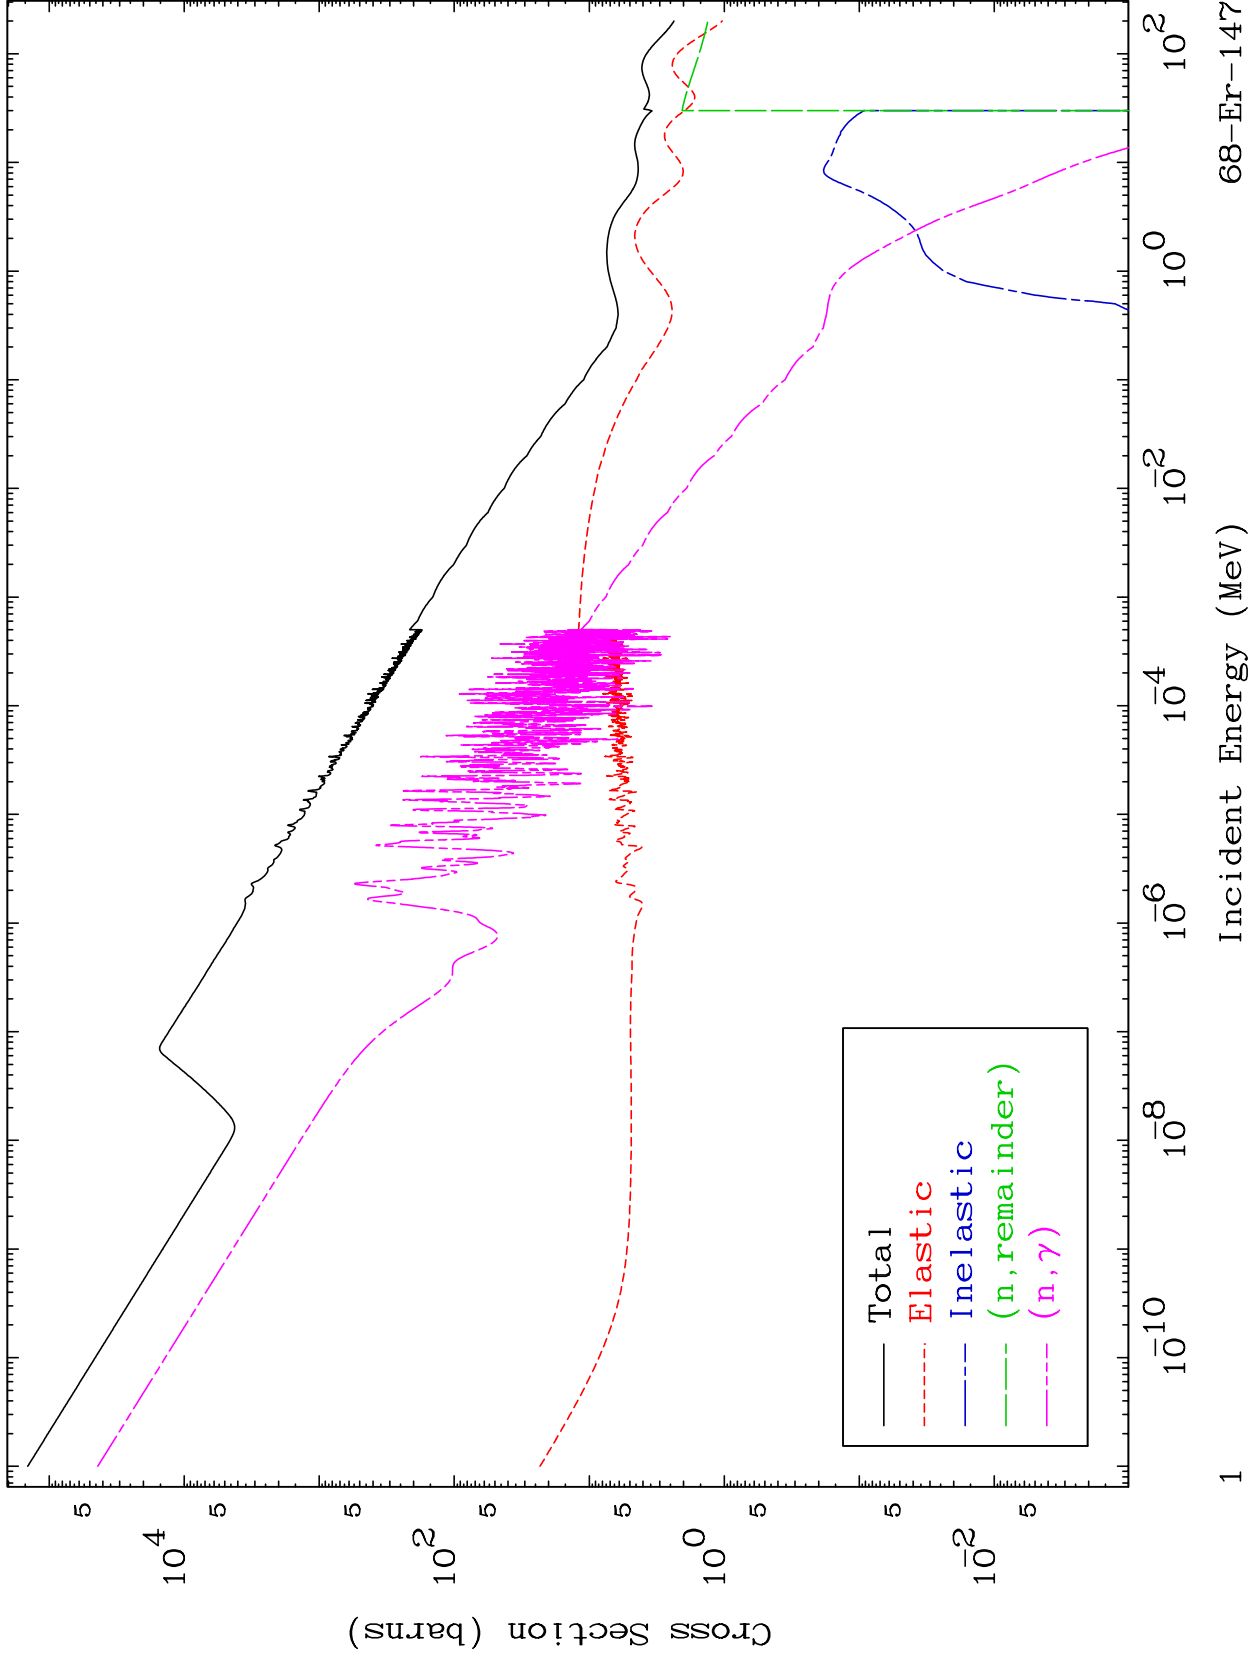 Cross Section (barns)
10^4
10^2
10^0
10^-2
5
5
5
5
5
5
5
Total
Elastic
Inelastic
(n,remainder)
(n,γ)
10^-10
10^-8
10^-6
10^-4
10^-2
10^0
10^2
Incident Energy (MeV)
1
68-Er-147